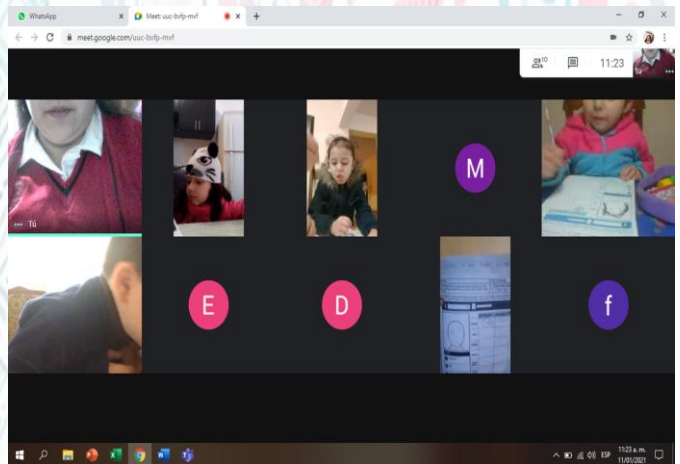 WhatsApp
Meet: uuc-bvfp-mvf
meet.google.com/uuc-bvfp-mvf
10
11:23
Tú
M
E
D
f
ESP
11:23 a. m.
11/01/2021